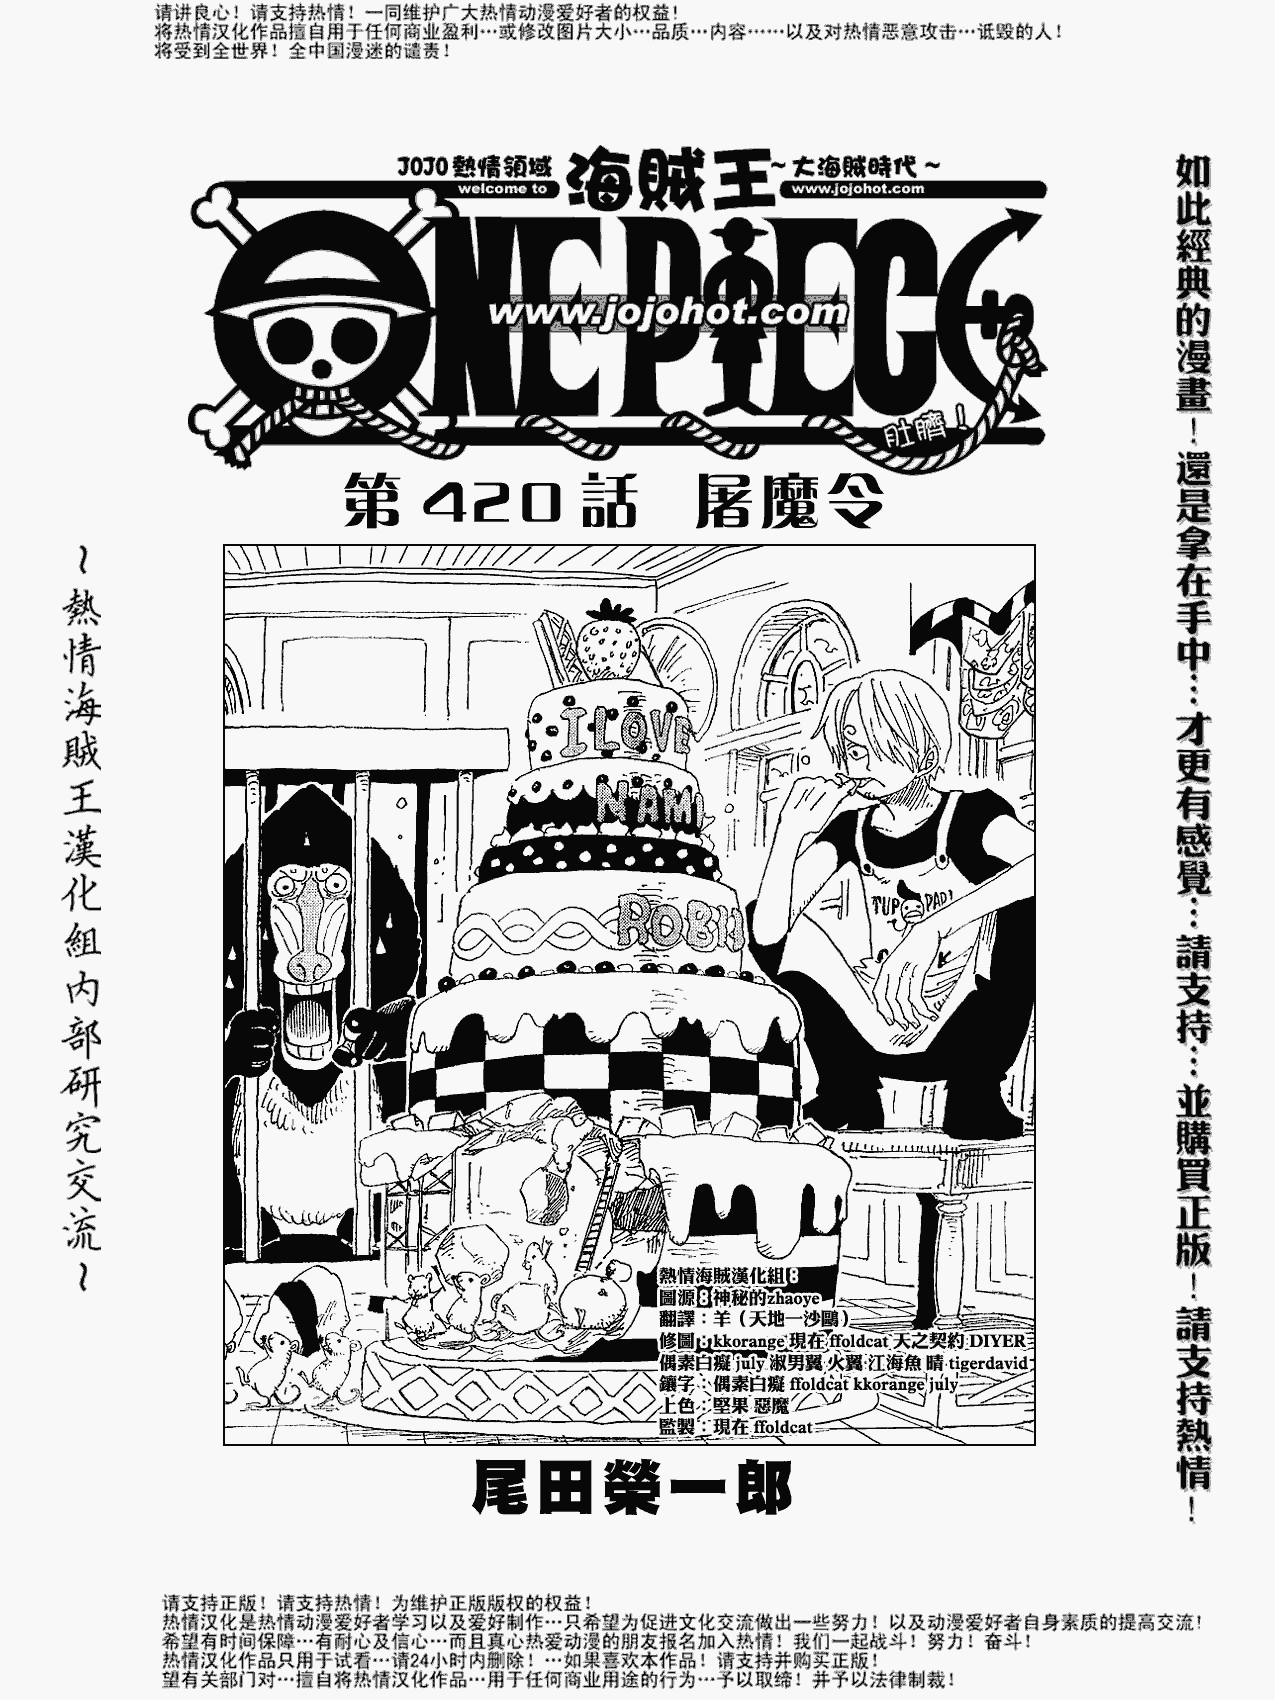 请讲良心！请支持热情！一同维护广大热情动漫爱好者的权益！
将热情汉化作品擅自用于任何商业盈利…或修改图片大小…品质…内容……以及对热情恶意攻击…诋毁的人！
将受到全世界！全中国漫迷的谴责！
JOJO熱情領域
welcome to
海賊王
~大海賊時代~
www.jojohot.com
ONE PIECE
www.jojohot.com
肚臍！
第420話 屠魔令
如此經典的漫畫！還是拿在手中…才更有感覺…請支持…並購買正版！請支持熱情！
~熱情海賊王漢化組內部研究交流~
I LOVE
NAMI
ROBIN
TUP PAD!
K
熱情海賊漢化組：
圖源：神秘的zhaoye
翻譯：羊（天地一沙鷗）
修圖：kkorange 現在 ffoldcat 天之契約 DIYER
偶素白癡 july 淑男翼 火翼 江海魚 晴 tigerdavid
鑲字：偶素白癡 ffoldcat kkorange july
上色：堅果 惡魔
監製：現在 ffoldcat
尾田榮一郎
请支持正版！请支持热情！为维护正版版权的权益！
热情汉化是热情动漫爱好者学习以及爱好制作…只希望为促进文化交流做出一些努力！以及动漫爱好者自身素质的提高交流！
希望有时间保障…有耐心及信心…而且真心热爱动漫的朋友报名加入热情！我们一起战斗！努力！奋斗！
热情汉化作品只用于试看…请24小时内删除！…如果喜欢本作品！请支持并购买正版！
望有关部门对…擅自将热情汉化作品…用于任何商业用途的行为…予以取缔！并予以法律制裁！